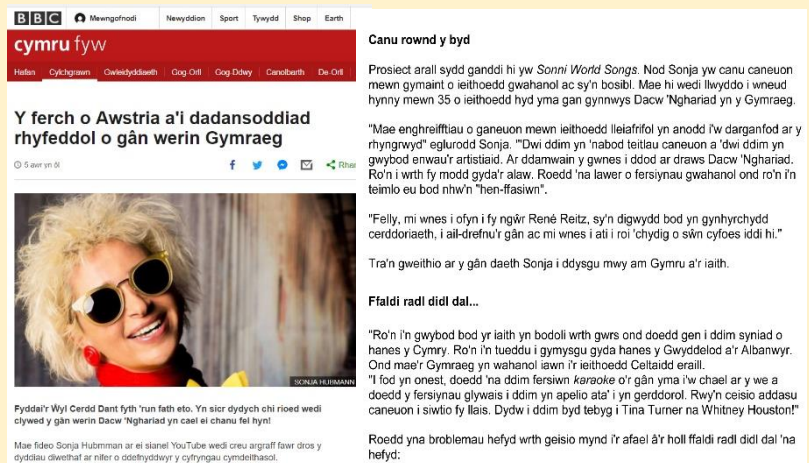 BBC Mewngofnodi Newyddion Sport Tywydd Shop Earth
cymru fyw
Hafan Cylchgrawn Gwleidyddiaeth Gog-Orll Gog-Ddwy Canolbarth De-Orll
Y ferch o Awstria a'i dadansoddiad
rhyfeddol o gân werin Gymraeg
5 awr yn ôl
SONJA HUBMANN
Fyddai'r Ŵyl Cerdd Dant fyth 'run fath eto. Yn sicr dydych chi rioed wedi
clywed y gân werin Dacw 'Nghariad yn cael ei chanu fel hyn!
Mae fideo Sonja Hubmman ar ei sianel YouTube wedi creu argraff fawr dros y
dyddiau diwethaf ar nifer o ddefnyddwyr y cyfryngau cymdeithasol.
Canu rownd y byd
Prosiect arall sydd ganddi hi yw Sonni World Songs. Nod Sonja yw canu caneuon
mewn gymaint o ieithoedd gwahanol ac sy'n bosibl. Mae hi wedi llwyddo i wneud
hynny mewn 35 o ieithoedd hyd yma gan gynnwys Dacw 'Nghariad yn y Gymraeg.
"Mae enghreifftiau o ganeuon mewn ieithoedd lleiafrifol yn anodd i'w darganfod ar y
rhyngrwyd" eglurodd Sonja. "'Dwi ddim yn 'nabod teitlau caneuon a 'dwi ddim yn
gwybod enwau'r artistiaid. Ar ddamwain y gwnes i ddod ar draws Dacw 'Nghariad.
Ro'n i wrth fy modd gyda'r alaw. Roedd 'na lawer o fersiynau gwahanol ond ro'n i'n
teimlo eu bod nhw'n "hen-ffasiwn".
"Felly, mi wnes i ofyn i fy ngŵr René Reitz, sy'n digwydd bod yn gynhyrchydd
cerddoriaeth, i ail-drefnu'r gân ac mi wnes i ati i roi 'chydig o sŵn cyfoes iddi hi."
Tra'n gweithio ar y gân daeth Sonja i ddysgu mwy am Gymru a'r iaith.
Ffaldi radl didl dal...
"Ro'n i'n gwybod bod yr iaith yn bodoli wrth gwrs ond doedd gen i ddim syniad o
hanes y Cymry. Ro'n i'n tueddu i gymysgu gyda hanes y Gwyddelod a'r Albanwyr.
Ond mae'r Gymraeg yn wahanol iawn i'r ieithoedd Celtaidd eraill.
"I fod yn onest, doedd 'na ddim fersiwn karaoke o'r gân yma i'w chael ar y we a
doedd y fersiynau glywais i ddim yn apelio ata' i yn gerddorol. Rwy'n ceisio addasu
caneuon i siwtio fy llais. Dydw i ddim byd tebyg i Tina Turner na Whitney Houston!"
Roedd yna broblemau hefyd wrth geisio mynd i'r afael â'r holl ffaldi radl didl dal 'na
hefyd: